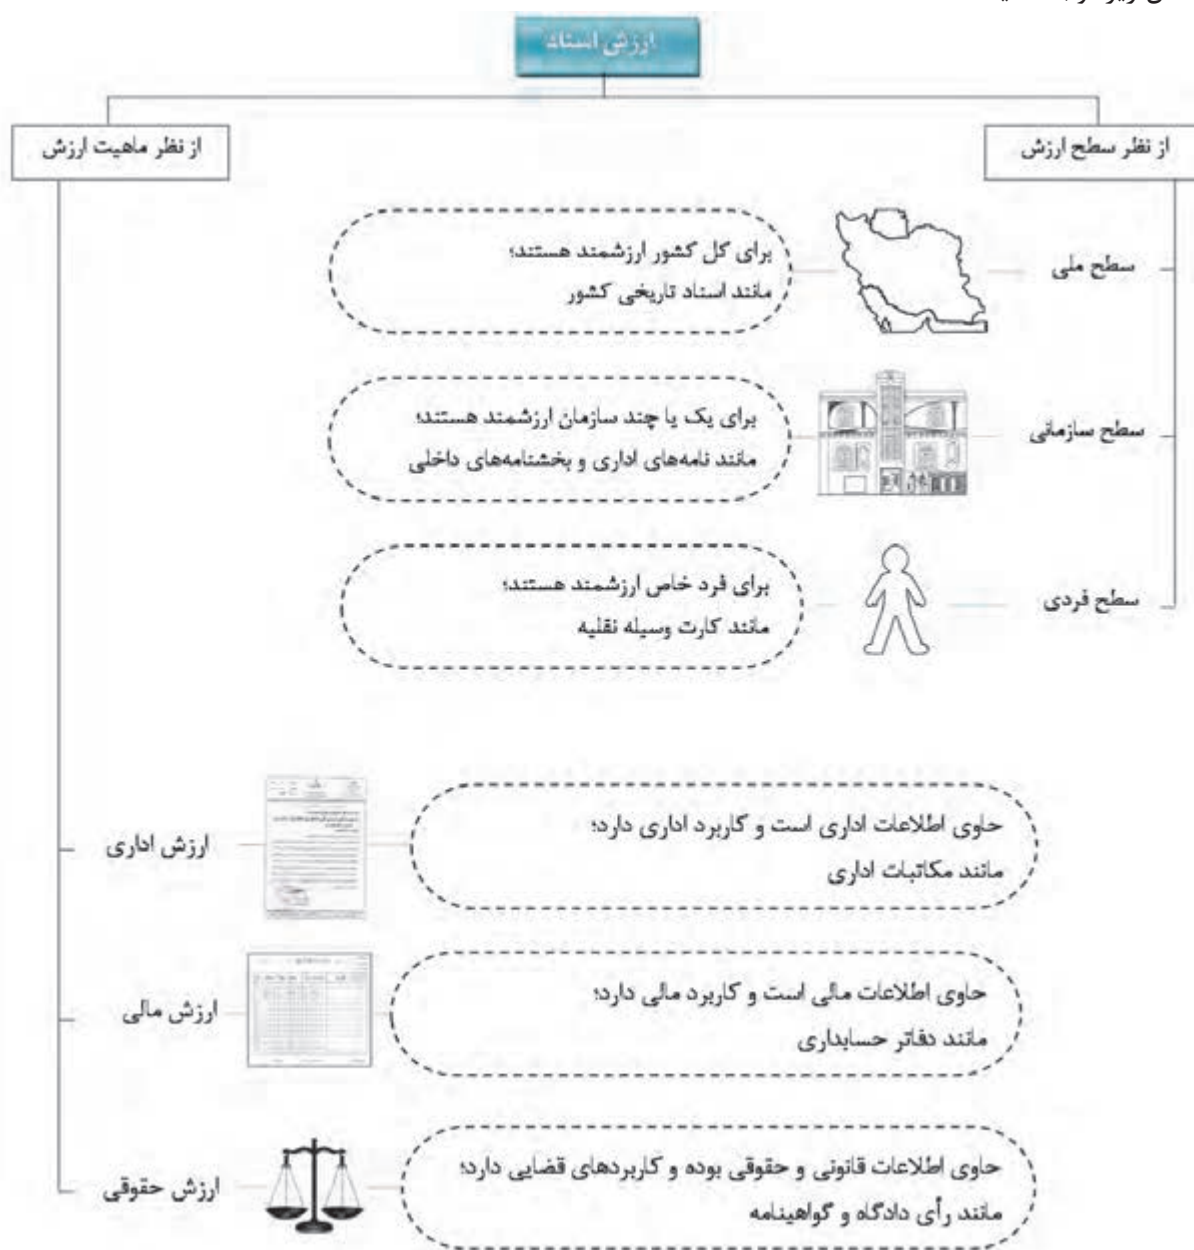 ارزش اسناد
از نظر سطح ارزش
از نظر ماهیت ارزش
سطح ملی
برای کل کشور ارزشمند هستند؛
مانند اسناد تاریخی کشور
سطح سازمانی
برای یک یا چند سازمان ارزشمند هستند؛
مانند نامه‌های اداری و بخشنامه‌های داخلی
سطح فردی
برای فرد خاص ارزشمند هستند؛
مانند کارت وسیله نقلیه
ارزش اداری
حاوی اطلاعات اداری است و کاربرد اداری دارد؛
مانند مکاتبات اداری
ارزش مالی
حاوی اطلاعات مالی است و کاربرد مالی دارد؛
مانند دفاتر حسابداری
ارزش حقوقی
حاوی اطلاعات قانونی و حقوقی بوده و کاربردهای قضایی دارد؛
مانند رأی دادگاه و گواهینامه